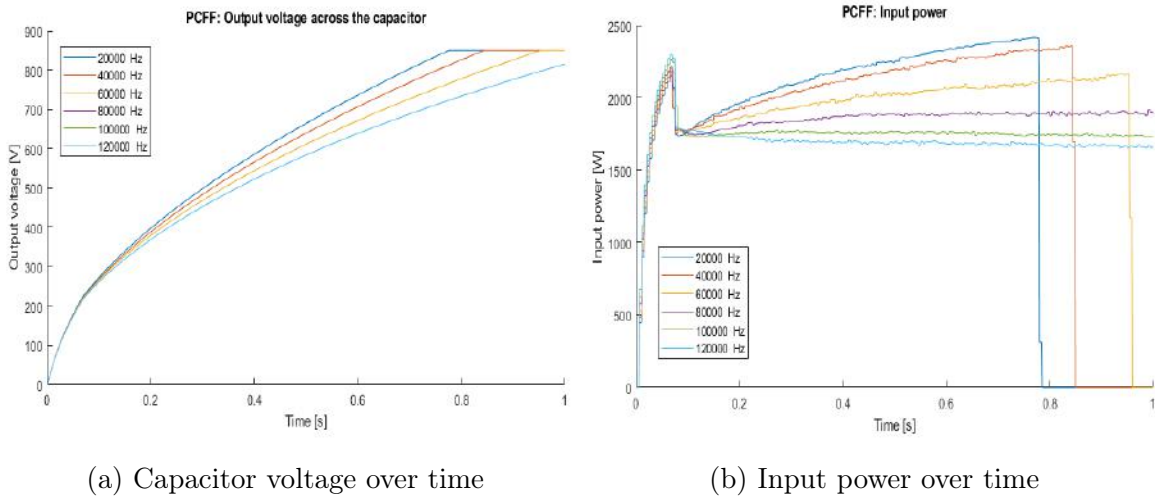 PCFF: Output voltage across the capacitor
900
800
700
600
500
400
300
200
100
0
Output voltage [V]
20000 Hz
40000 Hz
60000 Hz
80000 Hz
100000 Hz
120000 Hz
0
0.2
0.4
0.6
0.8
1
Time [s]
(a) Capacitor voltage over time
PCFF: Input power
2500
2000
1500
1000
500
0
Input power [W]
20000 Hz
40000 Hz
60000 Hz
80000 Hz
100000 Hz
120000 Hz
0
0.2
0.4
0.6
0.8
1
Time [s]
(b) Input power over time